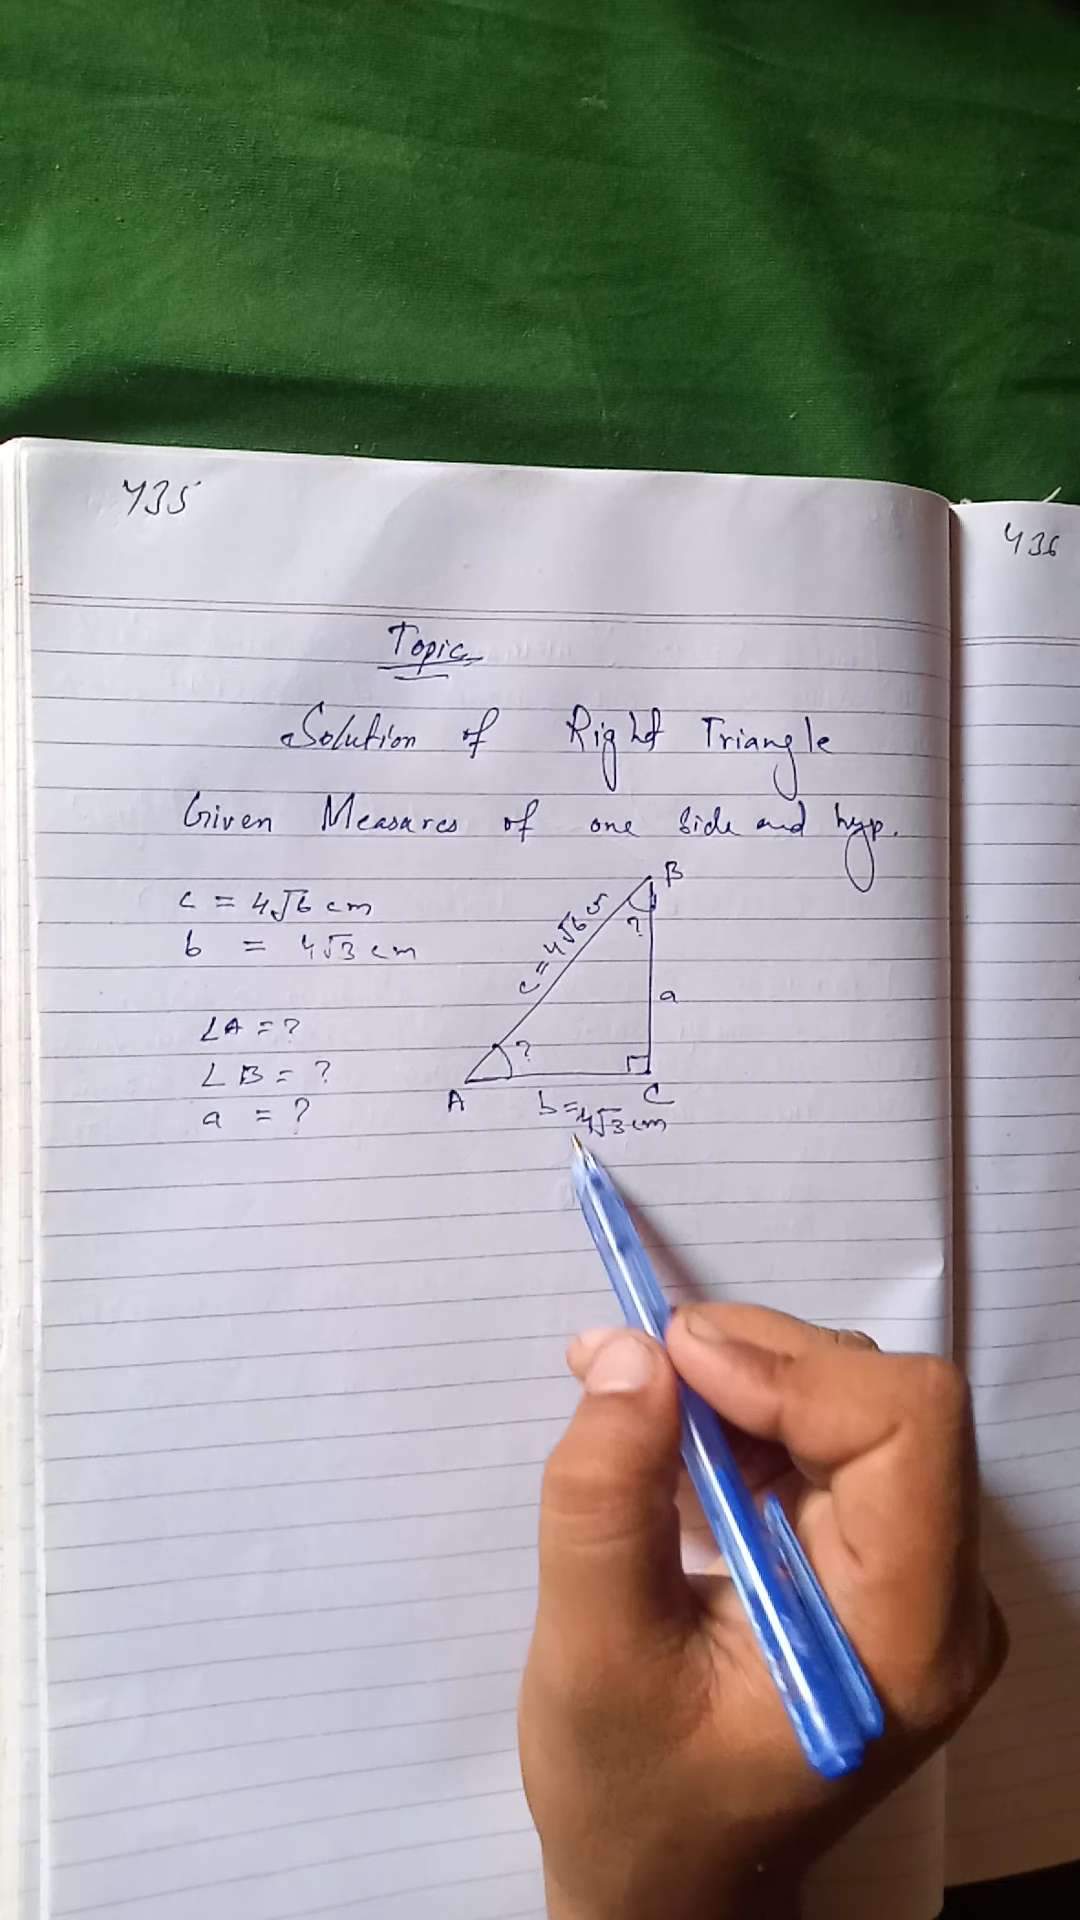 435
436
Topic
Solution of Right Triangle
Given Measures of one Side and hyp.
c = 4√6 cm
b = 4√3 cm
∠A = ?
∠B = ?
a = ?
B
?
c = 4√6 cm
a
?
A
C
b = 4√3 cm